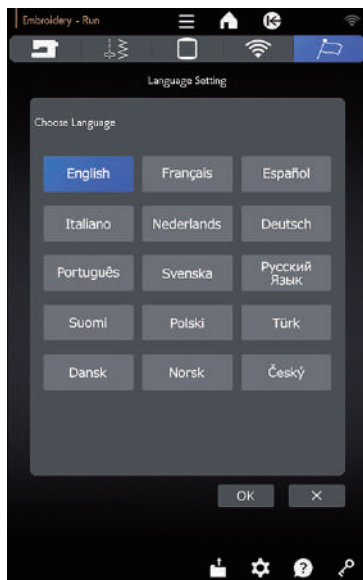 Embroidery - Run
Language Setting
Choose Language
English Français Español
Italiano Nederlands Deutsch
Português Svenska Русский
Язык
Suomi Polski Türk
Dansk Norsk Český
OK X